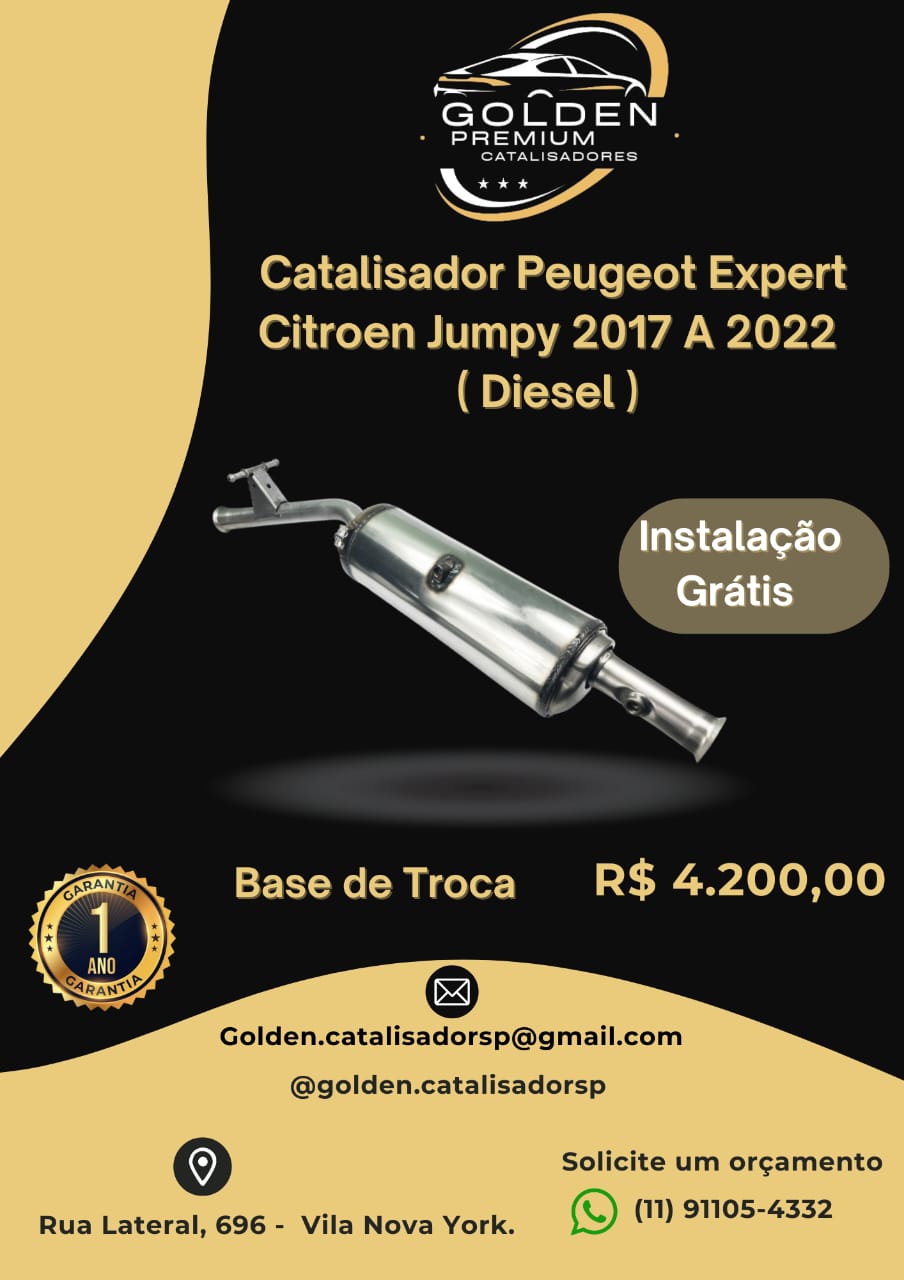 GOLDEN
PREMIUM
CATALISADORES
Catalisador Peugeot Expert
Citroen Jumpy 2017 A 2022
( Diesel )
Instalação
Grátis
Base de Troca
R$ 4.200,00
GARANTIA
1
ANO
GARANTIA
Golden.catalisadorsp@gmail.com
@golden.catalisadorsp
Solicite um orçamento
(11) 91105-4332
Rua Lateral, 696 - Vila Nova York.